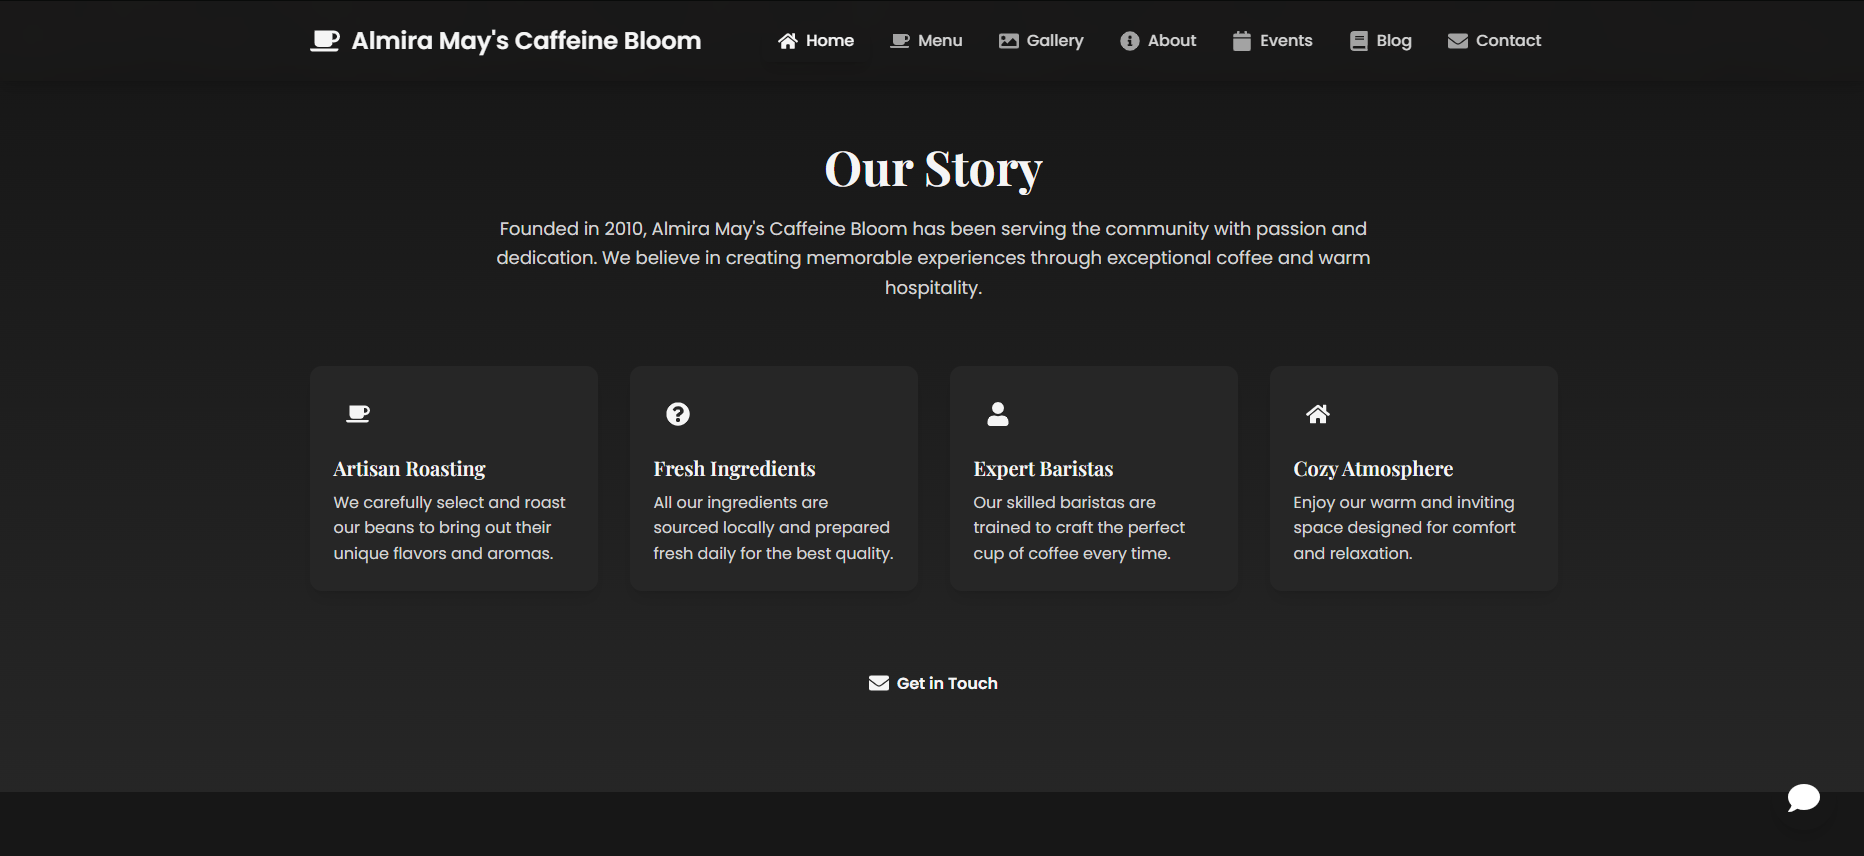 Almira May's Caffeine Bloom
Home
Menu
Gallery
About
Events
Blog
Contact
Our Story
Founded in 2010, Almira May's Caffeine Bloom has been serving the community with passion and
dedication. We believe in creating memorable experiences through exceptional coffee and warm
hospitality.
Artisan Roasting
We carefully select and roast
our beans to bring out their
unique flavors and aromas.
Fresh Ingredients
All our ingredients are
sourced locally and prepared
fresh daily for the best quality.
Expert Baristas
Our skilled baristas are
trained to craft the perfect
cup of coffee every time.
Cozy Atmosphere
Enjoy our warm and inviting
space designed for comfort
and relaxation.
Get in Touch